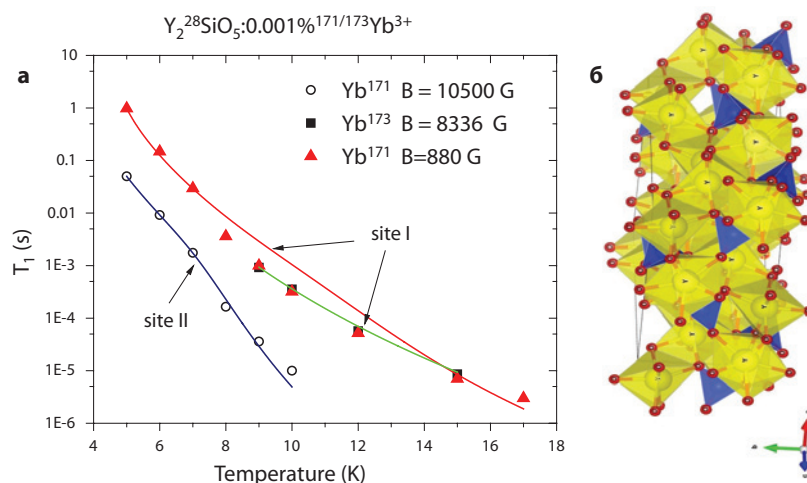 Y₂²⁸SiO₅:0.001%¹⁷¹/¹⁷³Yb³⁺
а
б
Yb¹⁷¹ B = 10500 G
Yb¹⁷³ B = 8336 G
Yb¹⁷¹ B=880 G
site I
site II
T₁ (s)
10
1
0.1
0.01
1E-3
1E-4
1E-5
1E-6
4 6 8 10 12 14 16 18
Temperature (K)